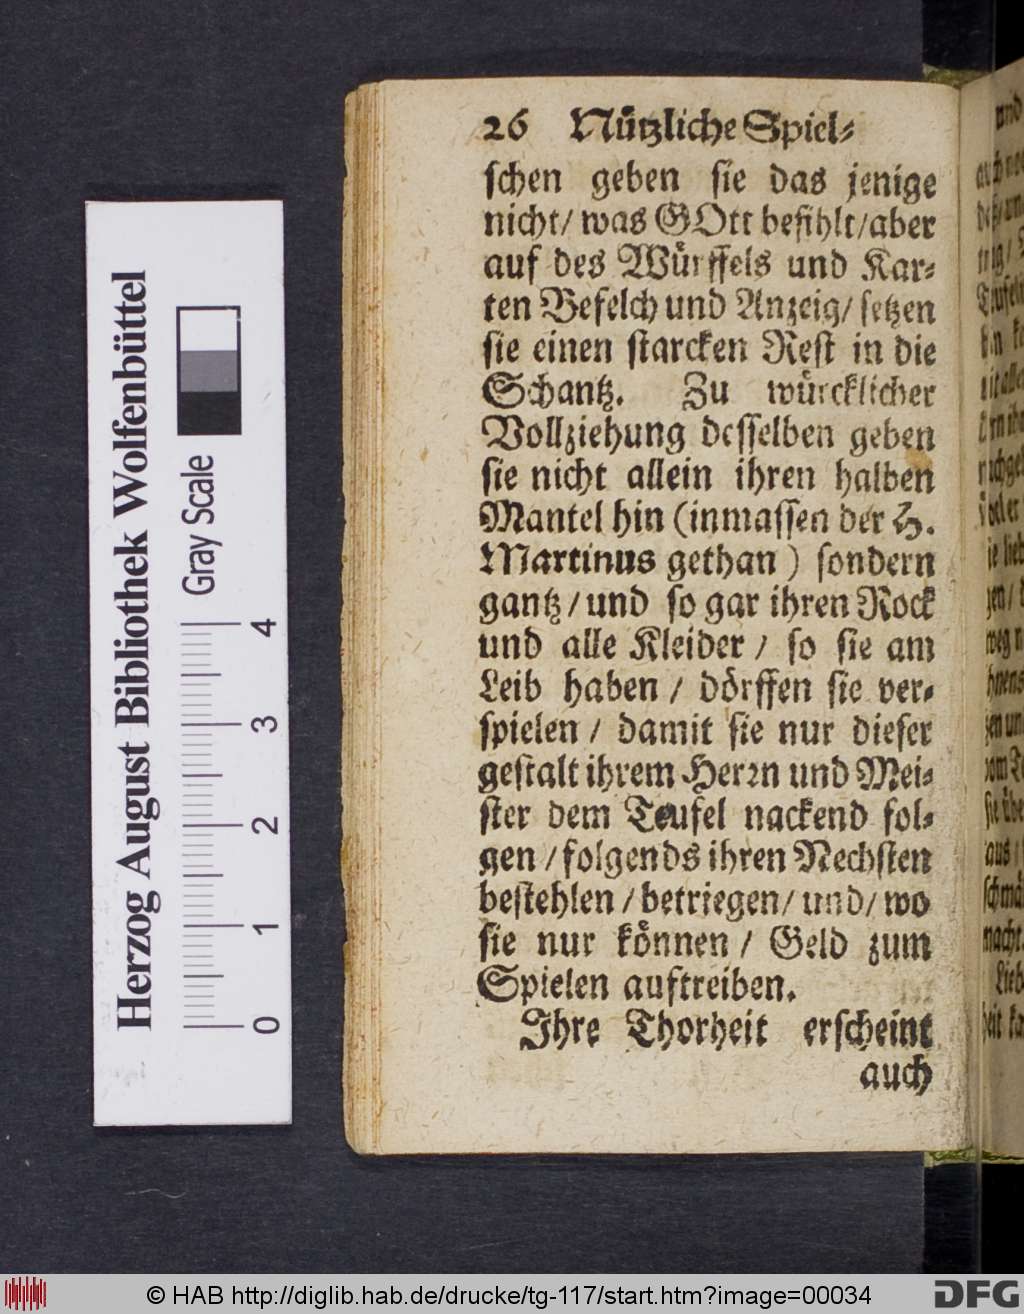 26 Nützliche Spiel⸗
schen geben sie das jenige
nicht/ was GOtt befihlt/aber
auf des Würffels und Kar⸗
ten Befelch und Anzeig/ setzen
sie einen starcken Rest in die
Schantz. Zu würcklicher
Vollziehung desselben geben
sie nicht allein ihren halben
Mantel hin (inmassen der H.
Martinus gethan) sondern
gantz/und so gar ihren Rock
und alle Kleider/ so sie am
Leib haben/ dörffen sie ver⸗
spielen/ damit sie nur dieser
gestalt ihrem Herrn und Mei⸗
ster dem Teufel nackend fol⸗
gen/folgends ihren Nechsten
bestehlen/betriegen/ und/ wo
sie nur können/ Geld zum
Spielen auftreiben.
Ihre Thorheit erscheint
auch
Herzog August Bibliothek Wolfenbüttel
Gray Scale
0 1 2 3 4
© HAB http://diglib.hab.de/drucke/tg-117/start.htm?image=00034
DFG